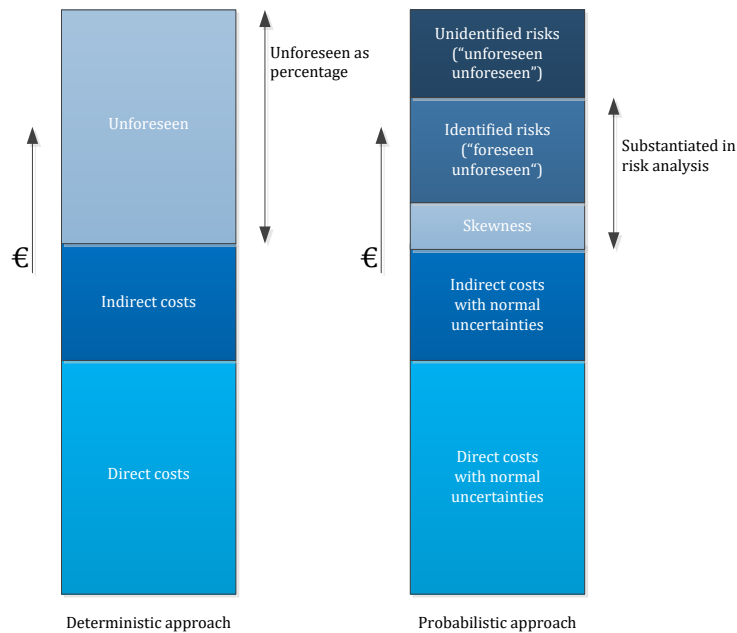 Unforeseen
Unforeseen as
percentage
€
Indirect costs
Direct costs
Deterministic approach
Unidentified risks
(“unforeseen
unforeseen”)
Identified risks
(“foreseen
unforeseen“)
Substantiated in
risk analysis
Skewness
€
Indirect costs
with normal
uncertainties
Direct costs
with normal
uncertainties
Probabilistic approach